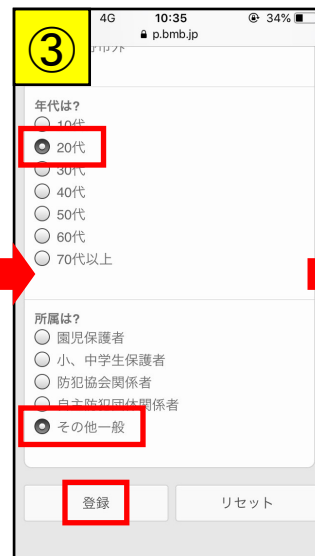 ③
4G 10:35 34%
p.bmb.jp
年代は?
10代
20代
30代
40代
50代
60代
70代以上
所属は?
園児保護者
小、中学生保護者
防犯協会関係者
自主防犯団体関係者
その他一般
登録 リセット